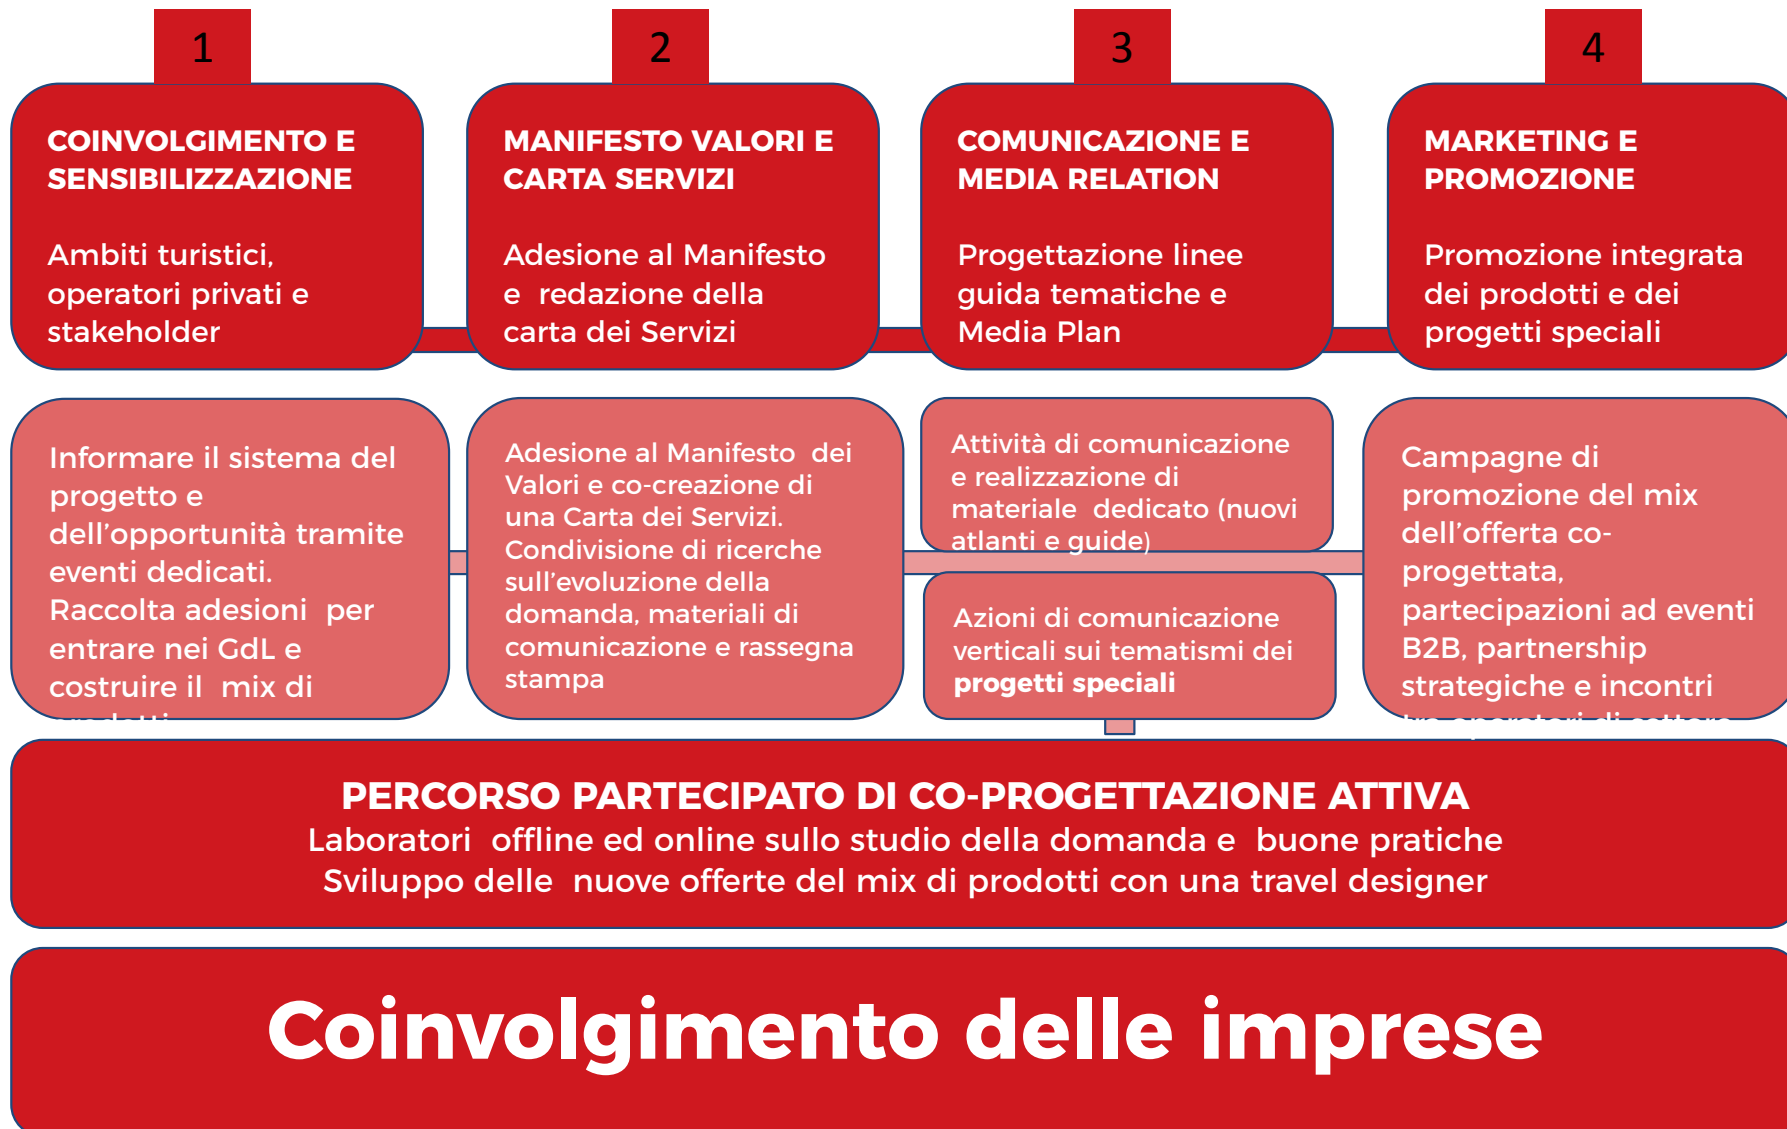 1
COINVOLGIMENTO E
SENSIBILIZZAZIONE
Ambiti turistici,
operatori privati e
stakeholder
2
MANIFESTO VALORI E
CARTA SERVIZI
Adesione al Manifesto
e redazione della
carta dei Servizi
3
COMUNICAZIONE E
MEDIA RELATION
Progettazione linee
guida tematiche e
Media Plan
4
MARKETING E
PROMOZIONE
Promozione integrata
dei prodotti e dei
progetti speciali
Informare il sistema del
progetto e
dell’opportunità tramite
eventi dedicati.
Raccolta adesioni per
entrare nei GdL e
costruire il mix di
prodotti
Adesione al Manifesto dei
Valori e co-creazione di
una Carta dei Servizi.
Condivisione di ricerche
sull’evoluzione della
domanda, materiali di
comunicazione e rassegna
stampa
Attività di comunicazione
e realizzazione di
materiale dedicato (nuovi
atlanti e guide)
Azioni di comunicazione
verticali sui tematismi dei
progetti speciali
Campagne di
promozione del mix
dell’offerta co-
progettata,
partecipazioni ad eventi
B2B, partnership
strategiche e incontri
tra operatori di settore
PERCORSO PARTECIPATO DI CO-PROGETTAZIONE ATTIVA
Laboratori offline ed online sullo studio della domanda e buone pratiche
Sviluppo delle nuove offerte del mix di prodotti con una travel designer
Coinvolgimento delle imprese